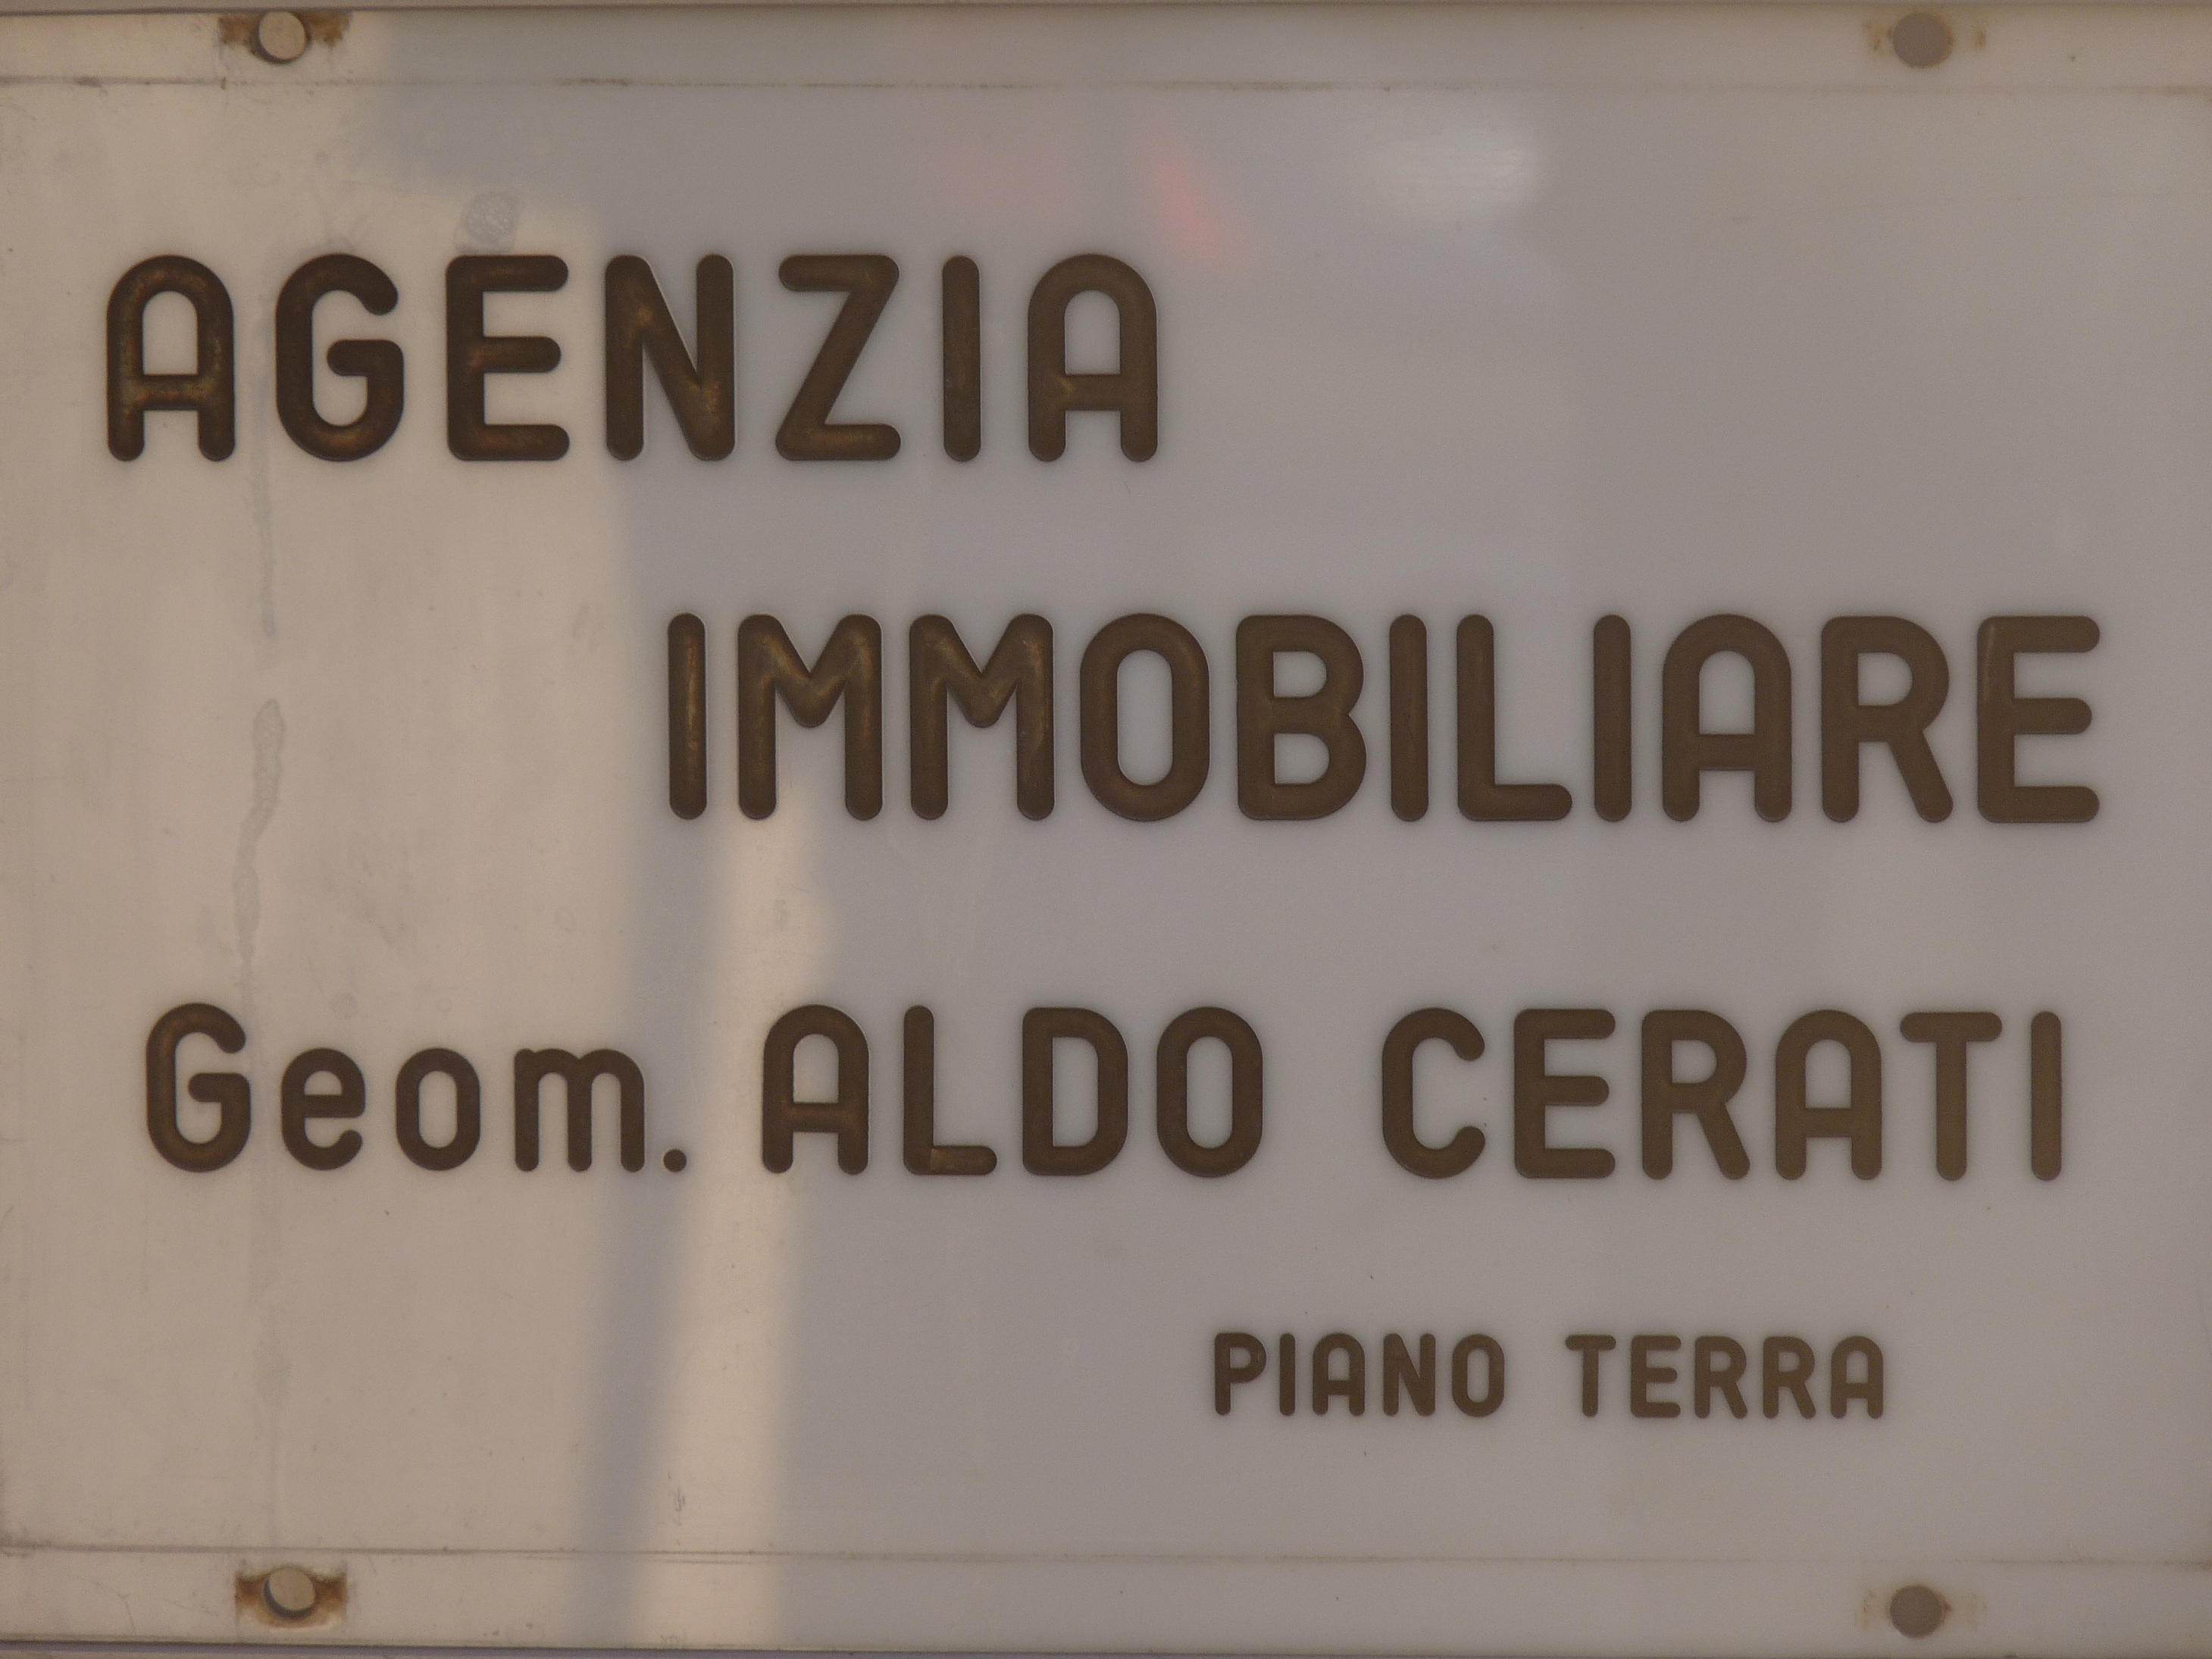 AGENZIA
IMMOBILIARE
Geom. ALDO CERATI
PIANO TERRA